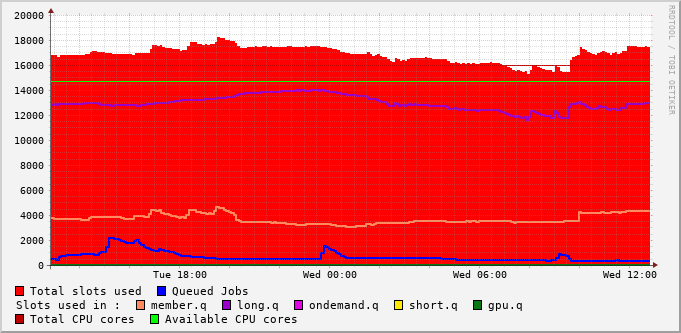 20000
18000
16000
14000
12000
10000
8000
6000
4000
2000
0
Tue 18:00 Wed 00:00 Wed 06:00 Wed 12:00
RRDTOOL / TOBI OETIKER
Total slots used Queued Jobs
Slots used in : member.q long.q ondemand.q short.q gpu.q
Total CPU cores Available CPU cores